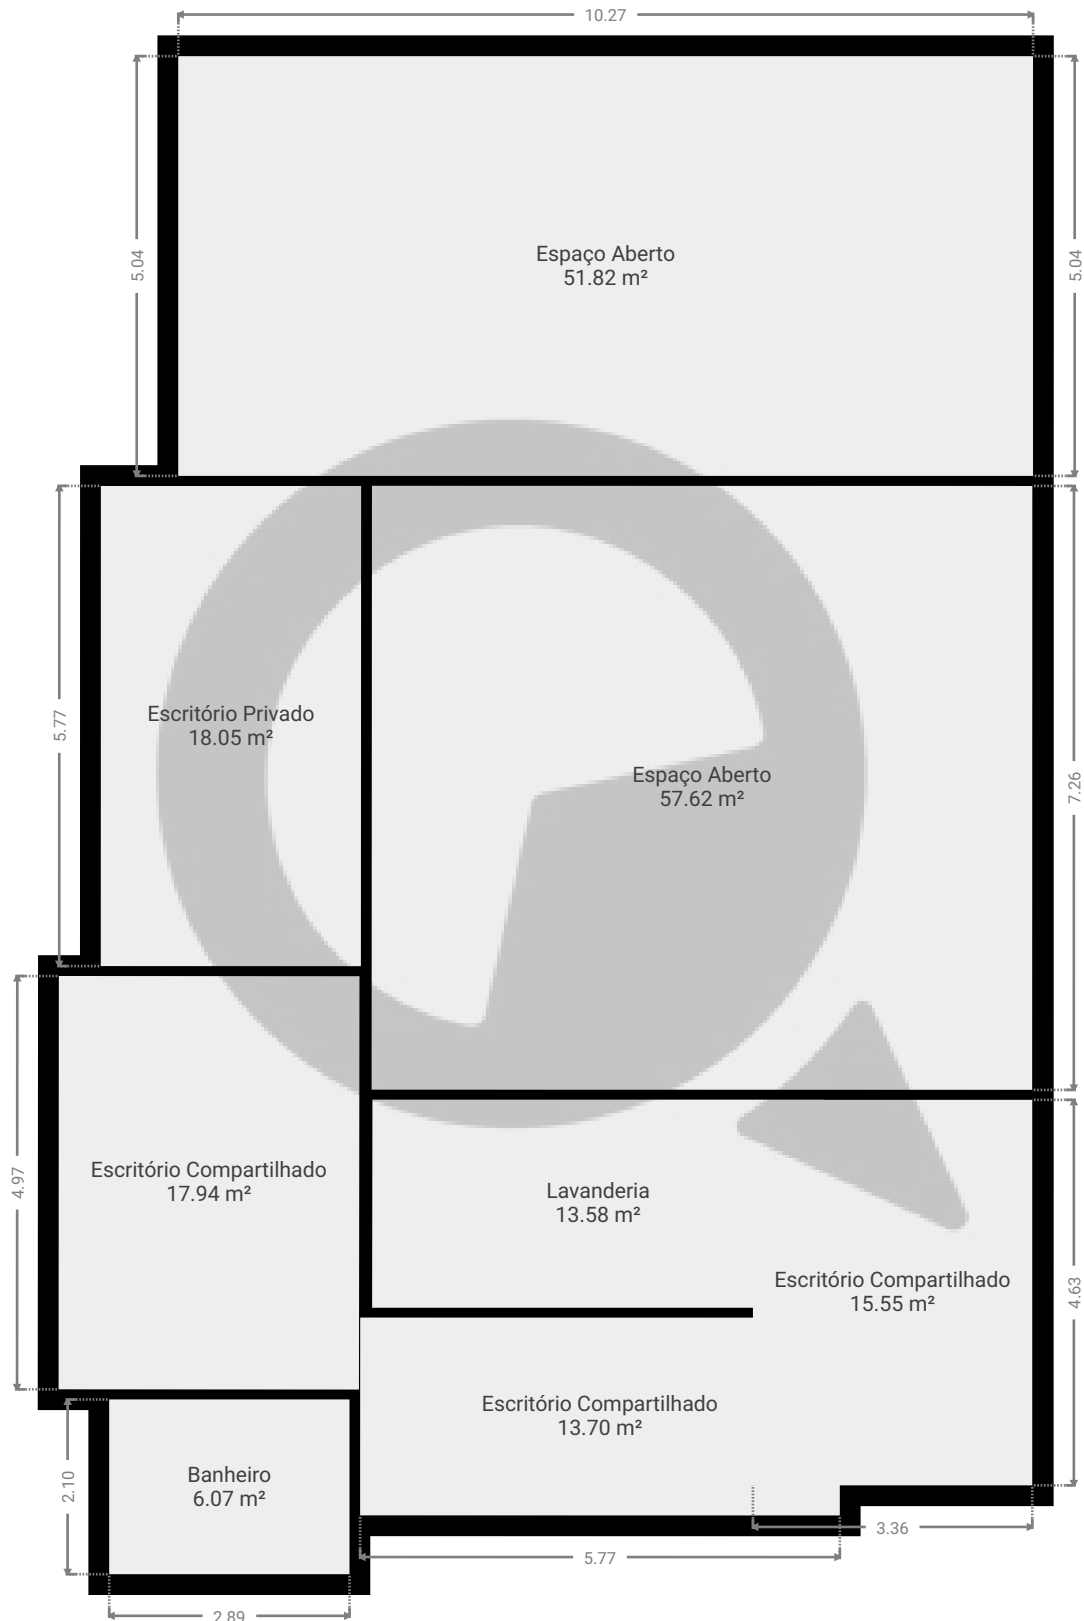 10.27
5.04
5.04
Espaço Aberto
51.82 m²
5.77
Escritório Privado
18.05 m²
Espaço Aberto
57.62 m²
7.26
4.97
Escritório Compartilhado
17.94 m²
Lavanderia
13.58 m²
Escritório Compartilhado
15.55 m²
4.63
Escritório Compartilhado
13.70 m²
2.10
Banheiro
6.07 m²
3.36
5.77
2.89